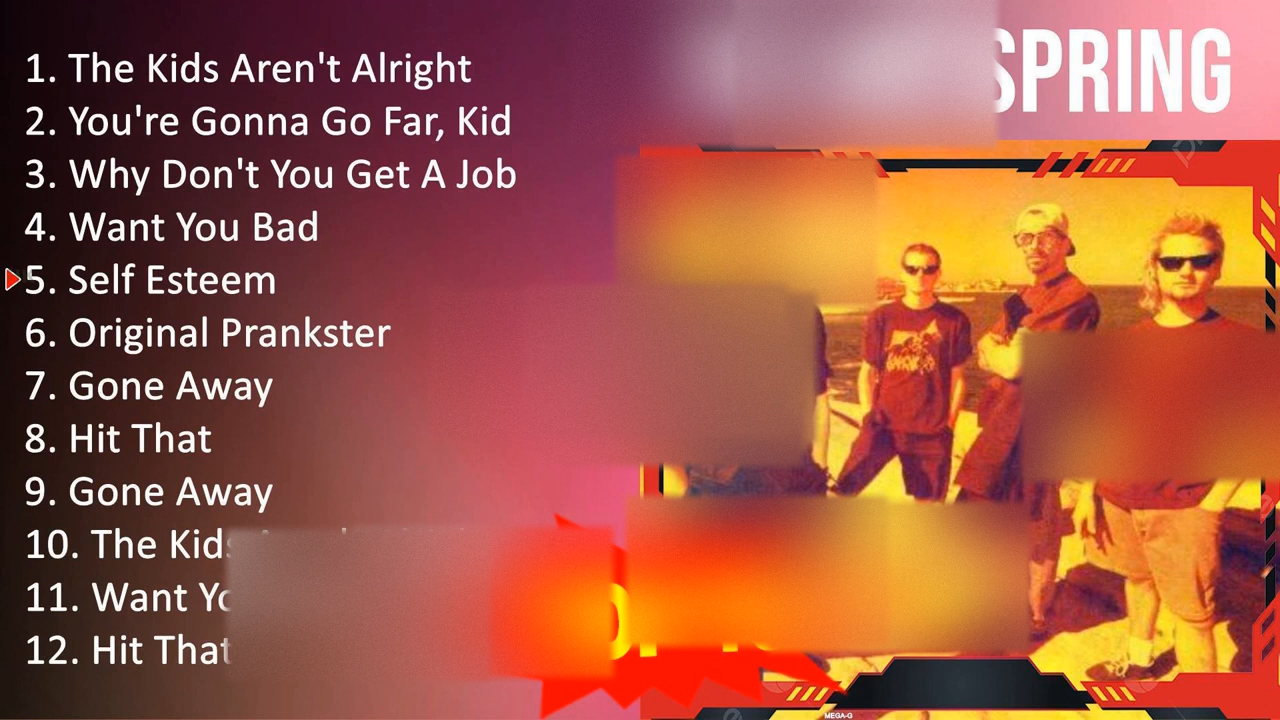 SPRING
1. The Kids Aren't Alright
2. You're Gonna Go Far, Kid
3. Why Don't You Get A Job
4. Want You Bad
5. Self Esteem
6. Original Prankster
7. Gone Away
8. Hit That
9. Gone Away
10. The Kids
11. Want
12. Hit That
MEGA-G